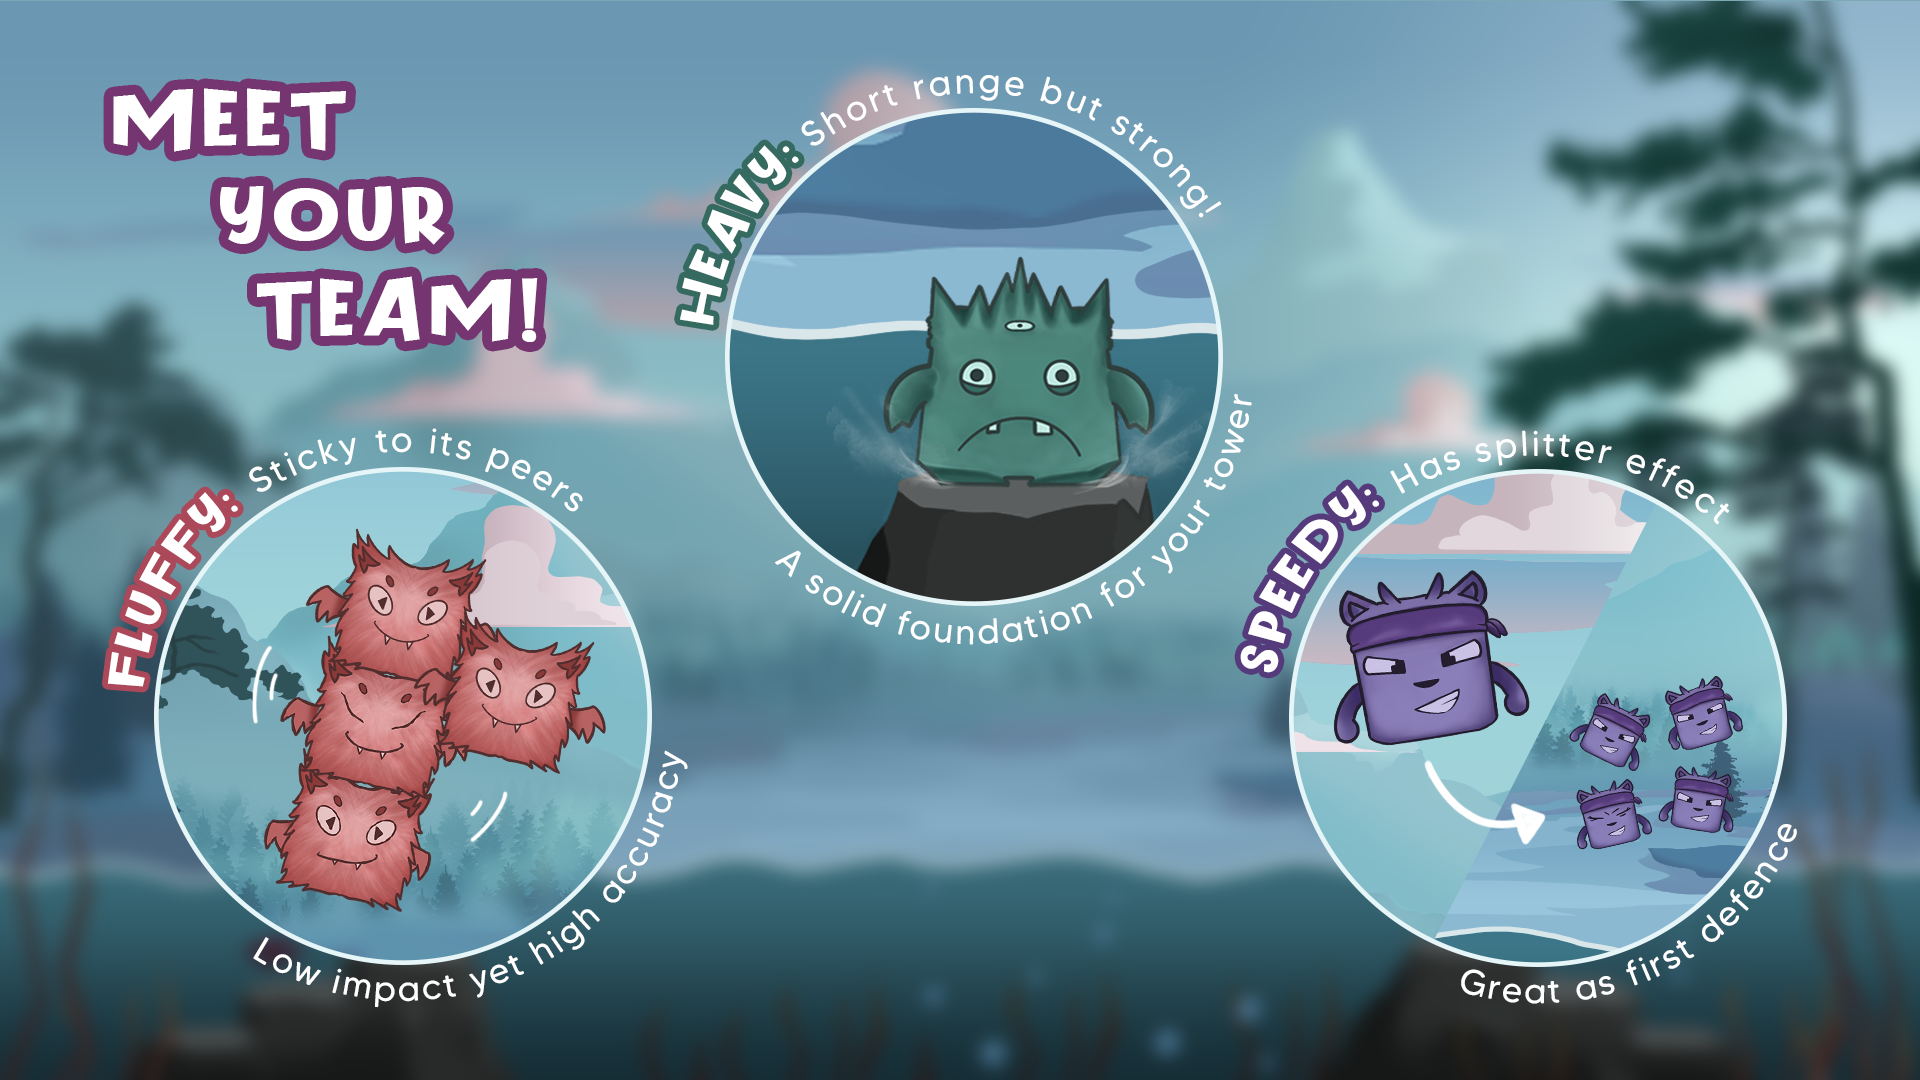 MEET
YOUR
TEAM!
HEAVY: Short range but strong!
A solid foundation for your tower
FLUFFY: Sticky to its peers
Low impact yet high accuracy
SPEEDY: Has splitter effect
Great as first defence